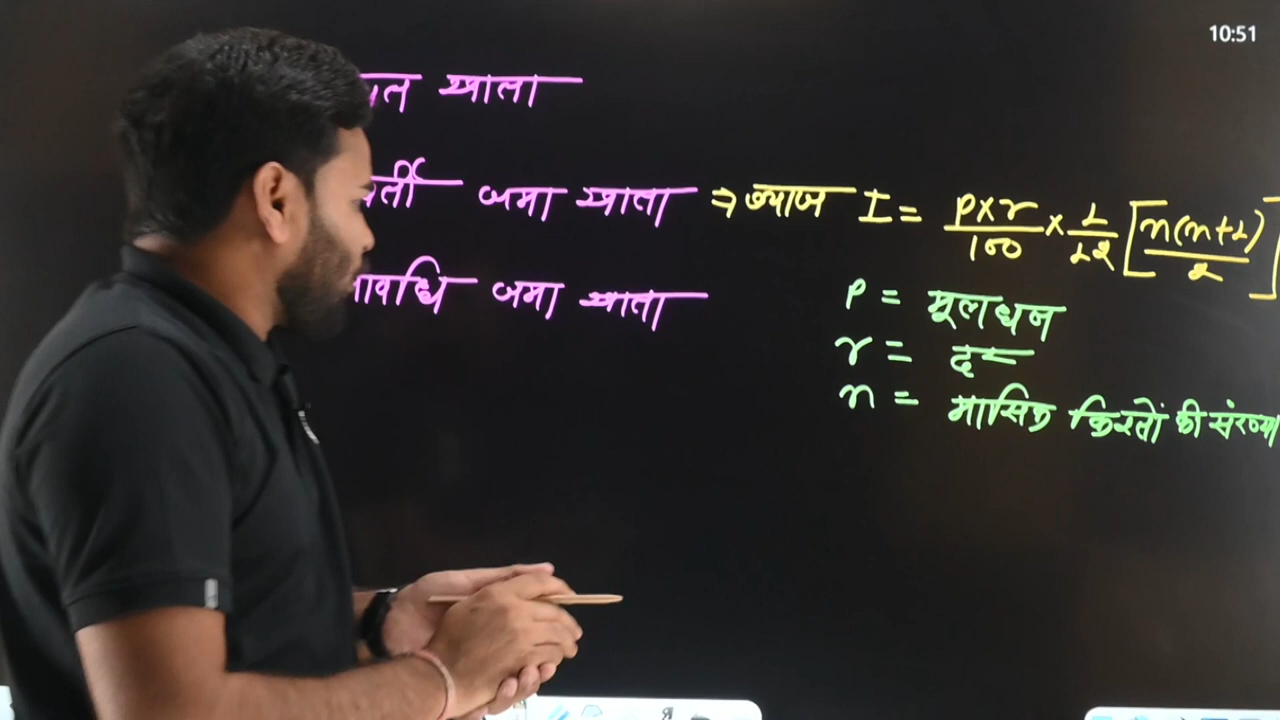 10:51
खाता
जमा खाता ⇒ ब्याज I = P×r/100 × 1/12 [n(n+1)/2]
जमा खाता
P = मूलधन
r = दर
n = मासिक किस्तों की संख्या